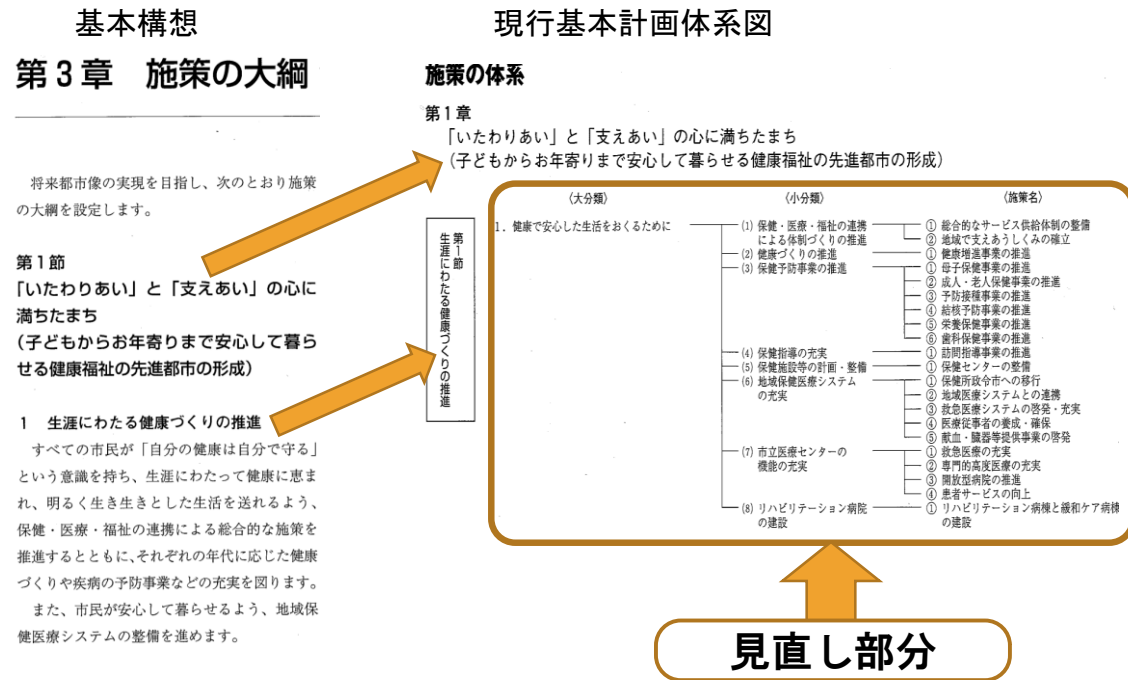 基本構想
第3章 施策の大綱
将来都市像の実現を目指し、次のとおり施策
の大綱を設定します。
第1節
「いたわりあい」と「支えあい」の心に
満ちたまち
(子どもからお年寄りまで安心して暮ら
せる健康福祉の先進都市の形成)
1 生涯にわたる健康づくりの推進
すべての市民が「自分の健康は自分で守る」
という意識を持ち、生涯にわたって健康に恵ま
れ、明るく生き生きとした生活を送れるよう、
保健・医療・福祉の連携による総合的な施策を
推進するとともに、それぞれの年代に応じた健康
づくりや疾病の予防事業などの充実を図ります。
また、市民が安心して暮らせるよう、地域保
健医療システムの整備を進めます。
現行基本計画体系図
施策の体系
第1章
「いたわりあい」と「支えあい」の心に満ちたまち
(子どもからお年寄りまで安心して暮らせる健康福祉の先進都市の形成)
第1節
生涯にわたる健康づくりの推進
〈大分類〉 〈小分類〉 〈施策名〉
1. 健康で安心した生活をおくるために (1) 保健・医療・福祉の連携 ① 総合的なサービス供給体制の整備
による体制づくりの推進 ② 地域で支えあうしくみの確立
(2) 健康づくりの推進 ① 健康増進事業の推進
(3) 保健予防事業の推進 ① 母子保健事業の推進
② 成人・老人保健事業の推進
③ 予防接種事業の推進
④ 結核予防事業の推進
⑤ 栄養保健事業の推進
⑥ 歯科保健事業の推進
(4) 保健指導の充実 ① 訪問指導事業の推進
(5) 保健施設等の計画・整備 ① 保健センターの整備
(6) 地域保健医療システム ① 保健所政令市への移行
の充実 ② 地域医療システムとの連携
③ 救急医療システムの啓発・充実
④ 医療従事者の養成・確保
⑤ 献血・臓器等提供事業の啓発
(7) 市立医療センターの ① 救急医療の充実
機能の充実 ② 専門的高度医療の充実
③ 開放型病院の推進
④ 患者サービスの向上
(8) リハビリテーション病院 ① リハビリテーション病棟と緩和ケア病棟
の建設 の建設
見直し部分